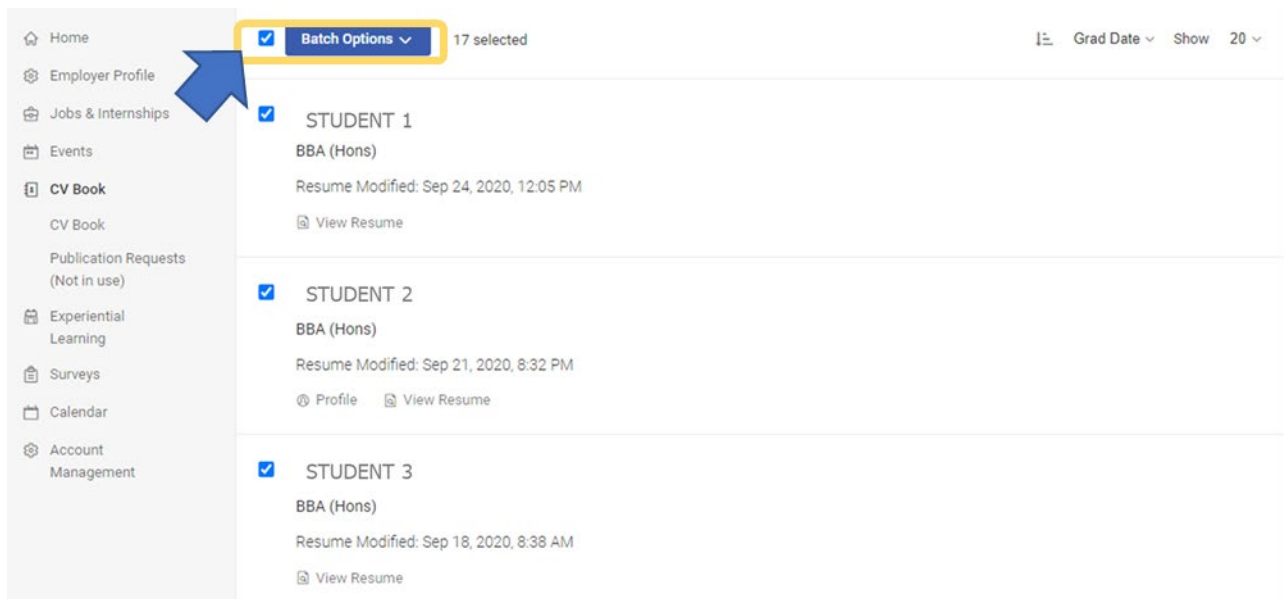 Home
Employer Profile
Jobs & Internships
Events
CV Book
CV Book
Publication Requests
(Not in use)
Experiential
Learning
Surveys
Calendar
Account
Management
Batch Options 17 selected Grad Date Show 20
STUDENT 1
BBA (Hons)
Resume Modified: Sep 24, 2020, 12:05 PM
View Resume
STUDENT 2
BBA (Hons)
Resume Modified: Sep 21, 2020, 8:32 PM
Profile View Resume
STUDENT 3
BBA (Hons)
Resume Modified: Sep 18, 2020, 8:38 AM
View Resume